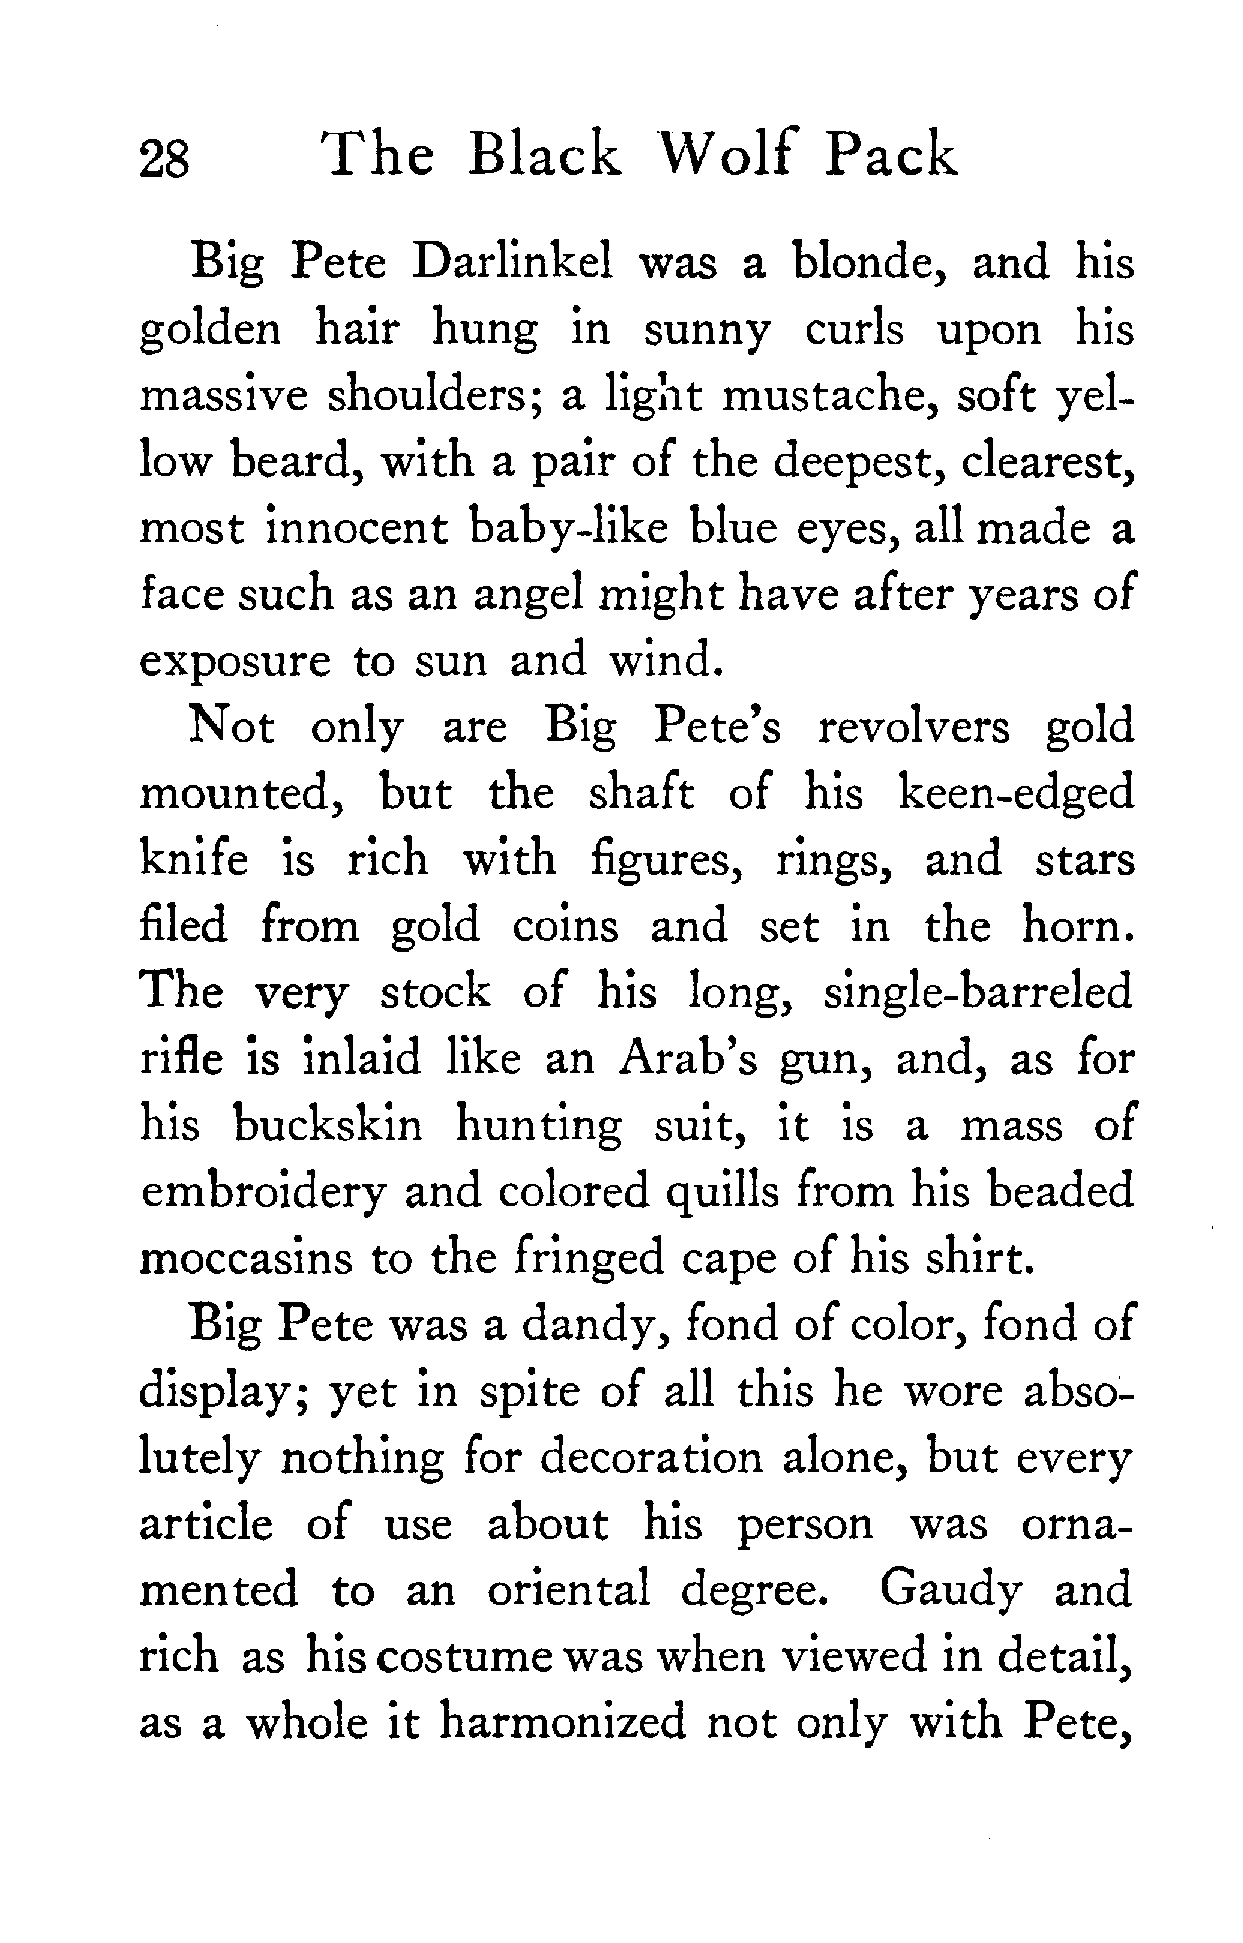 28 The Black Wolf Pack
Big Pete Darlinkel was a blonde, and his
golden hair hung in sunny curls upon his
massive shoulders; a light mustache, soft yel-
low beard, with a pair of the deepest, clearest,
most innocent baby-like blue eyes, all made a
face such as an angel might have after years of
exposure to sun and wind.
Not only are Big Pete's revolvers gold
mounted, but the shaft of his keen-edged
knife is rich with figures, rings, and stars
filed from gold coins and set in the horn.
The very stock of his long, single-barreled
rifle is inlaid like an Arab's gun, and, as for
his buckskin hunting suit, it is a mass of
embroidery and colored quills from his beaded
moccasins to the fringed cape of his shirt.
Big Pete was a dandy, fond of color, fond of
display; yet in spite of all this he wore abso-
lutely nothing for decoration alone, but every
article of use about his person was orna-
mented to an oriental degree. Gaudy and
rich as his costume was when viewed in detail,
as a whole it harmonized not only with Pete,